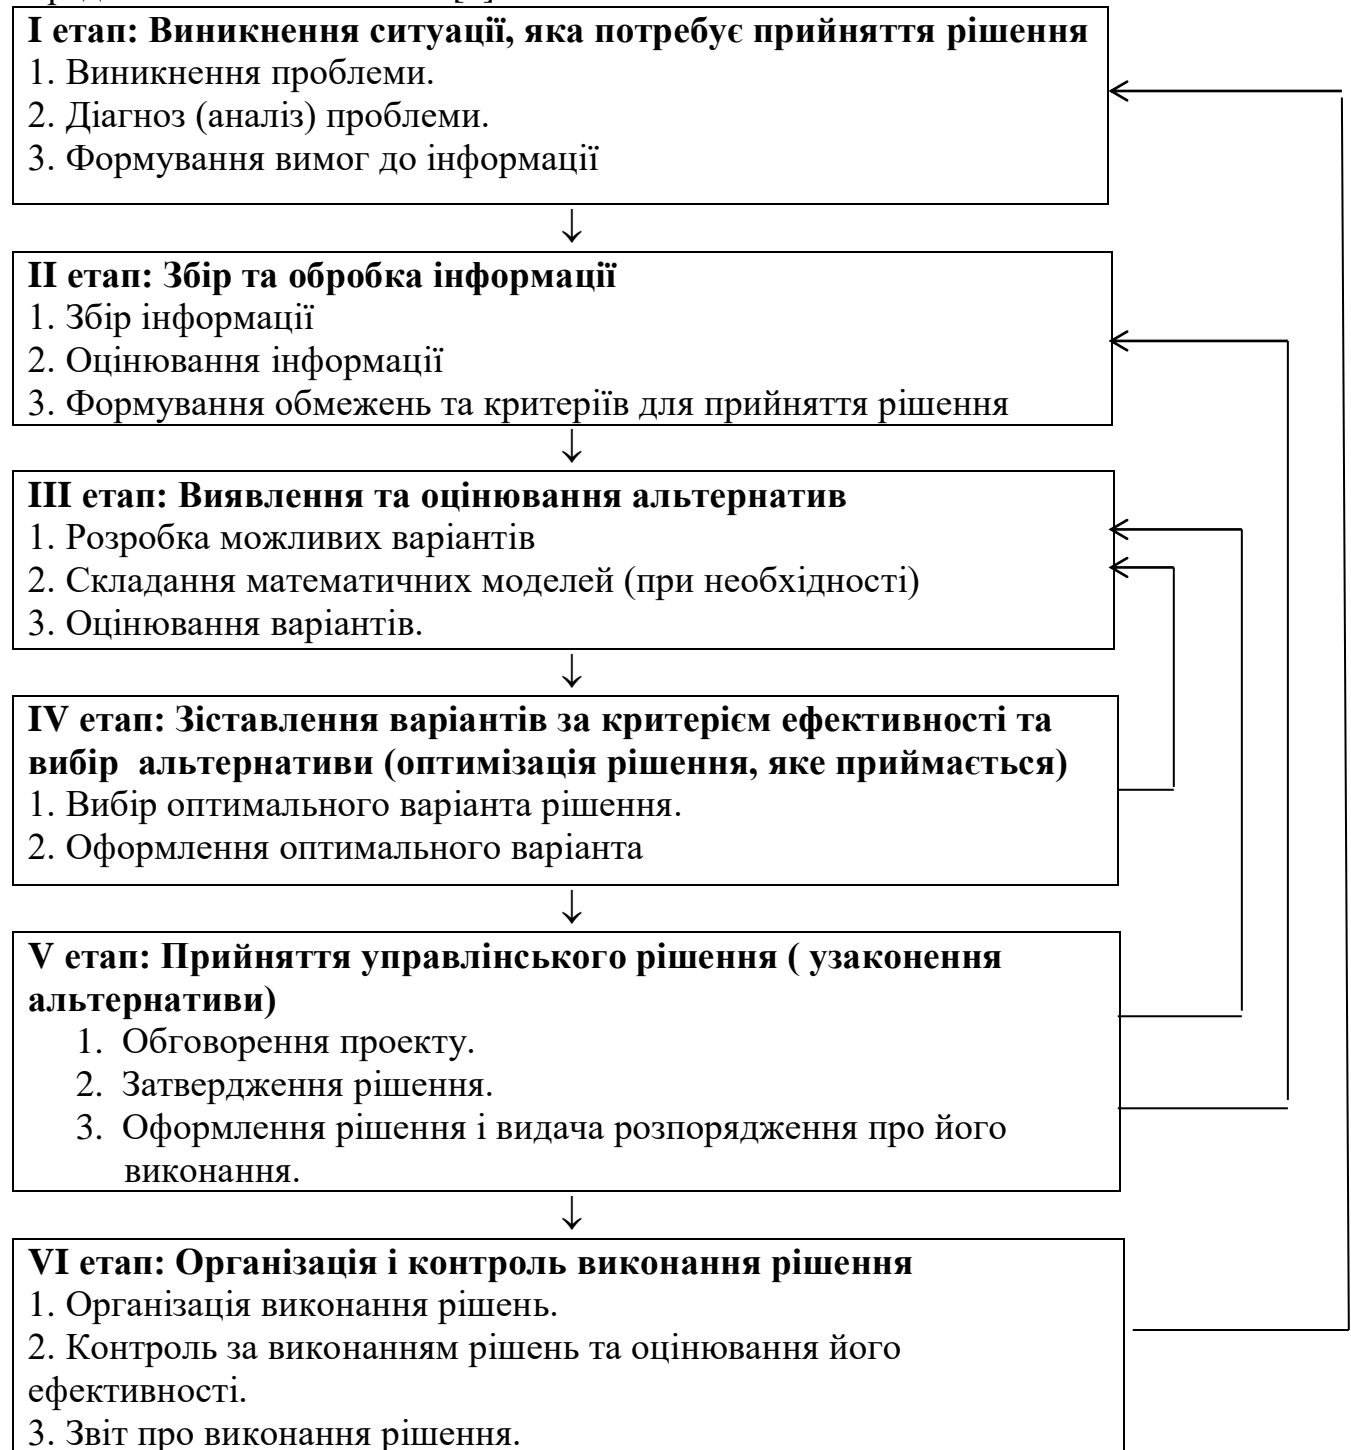 І етап: Виникнення ситуації, яка потребує прийняття рішення
1. Виникнення проблеми.
2. Діагноз (аналіз) проблеми.
3. Формування вимог до інформації
↓
ІІ етап: Збір та обробка інформації
1. Збір інформації
2. Оцінювання інформації
3. Формування обмежень та критеріїв для прийняття рішення
↓
ІІІ етап: Виявлення та оцінювання альтернатив
1. Розробка можливих варіантів
2. Складання математичних моделей (при необхідності)
3. Оцінювання варіантів.
↓
IV етап: Зіставлення варіантів за критерієм ефективності та
вибір  альтернативи (оптимізація рішення, яке приймається)
1. Вибір оптимального варіанта рішення.
2. Оформлення оптимального варіанта
↓
V етап: Прийняття управлінського рішення ( узаконення
альтернативи)
1.  Обговорення проекту.
2.  Затвердження рішення.
3.  Оформлення рішення і видача розпорядження про його
виконання.
↓
VI етап: Організація і контроль виконання рішення
1. Організація виконання рішень.
2. Контроль за виконанням рішень та оцінювання його
ефективності.
3. Звіт про виконання рішення.